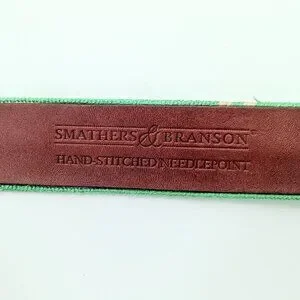 SMATHERS & BRANSON
HAND-STITCHED NEEDLEPOINT